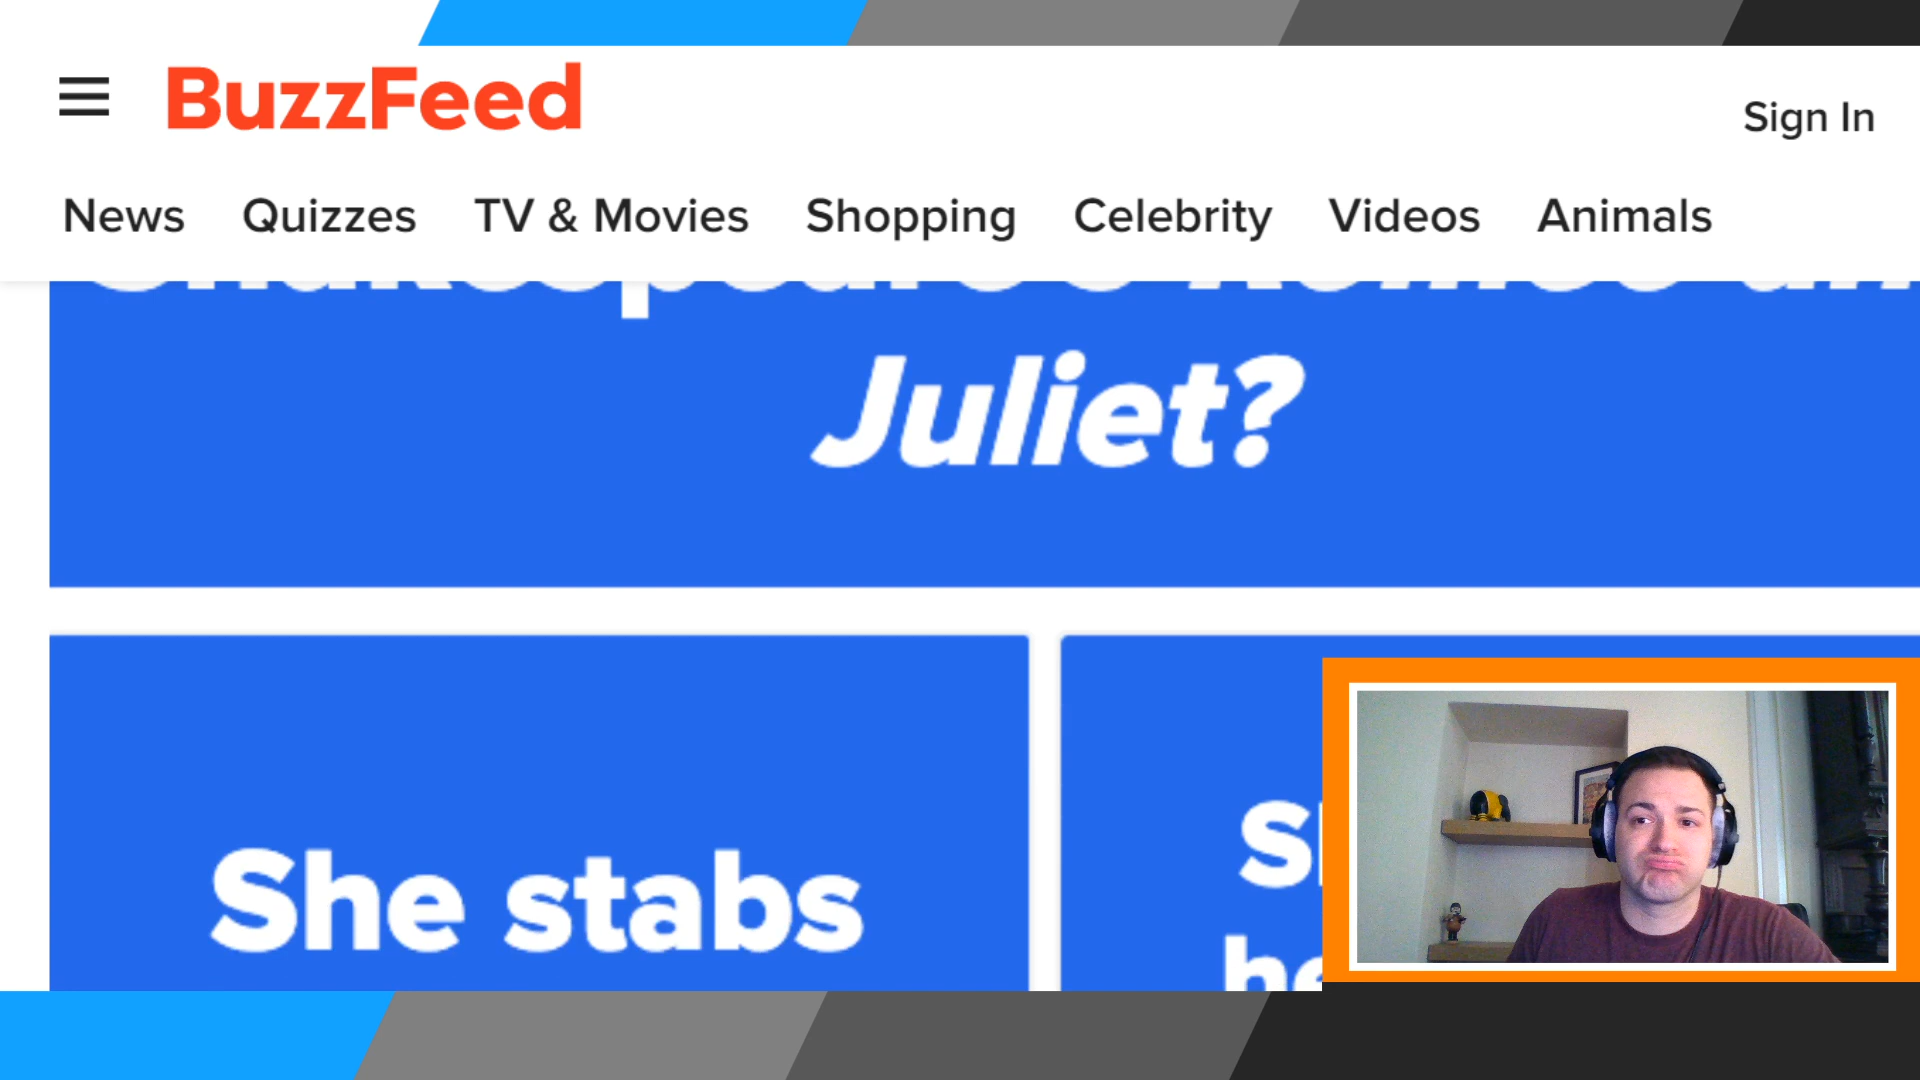 BuzzFeed
Sign In
News Quizzes TV & Movies Shopping Celebrity Videos Animals
Juliet?
She stabs